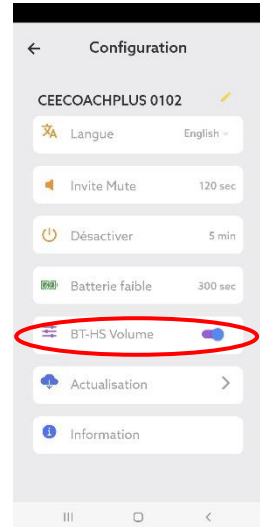 Configuration
CEECOACHPLUS 0102
Langue English
Invite Mute 120 sec
Désactiver 5 min
Batterie faible 300 sec
BT-HS Volume
Actualisation
Information